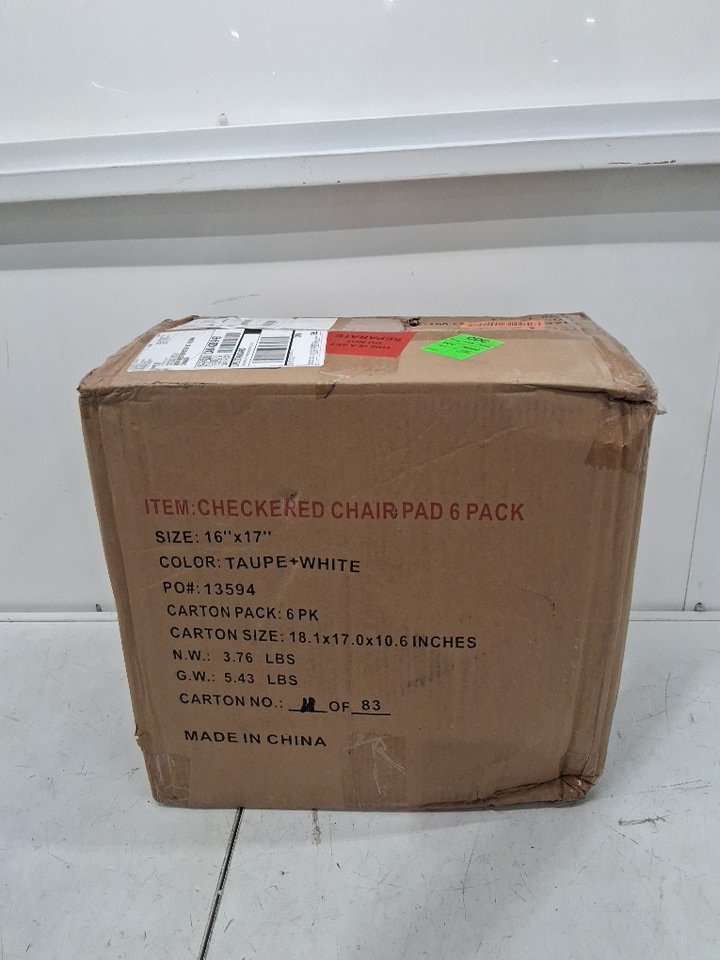 SEPARATE
ITEM:CHECKERED CHAIR PAD 6 PACK
SIZE: 16"x17"
COLOR: TAUPE+WHITE
PO#: 13594
CARTON PACK: 6 PK
CARTON SIZE: 18.1x17.0x10.6 INCHES
N.W.: 3.76 LBS
G.W.: 5.43 LBS
CARTON NO.: OF 83
MADE IN CHINA